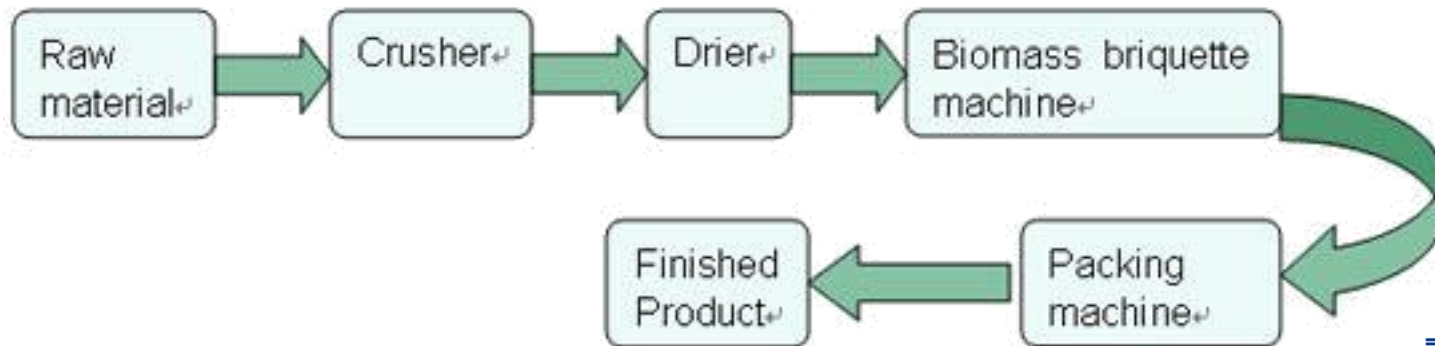 Raw
material
Crusher
Drier
Biomass briquette
machine
Packing
machine
Finished
Product